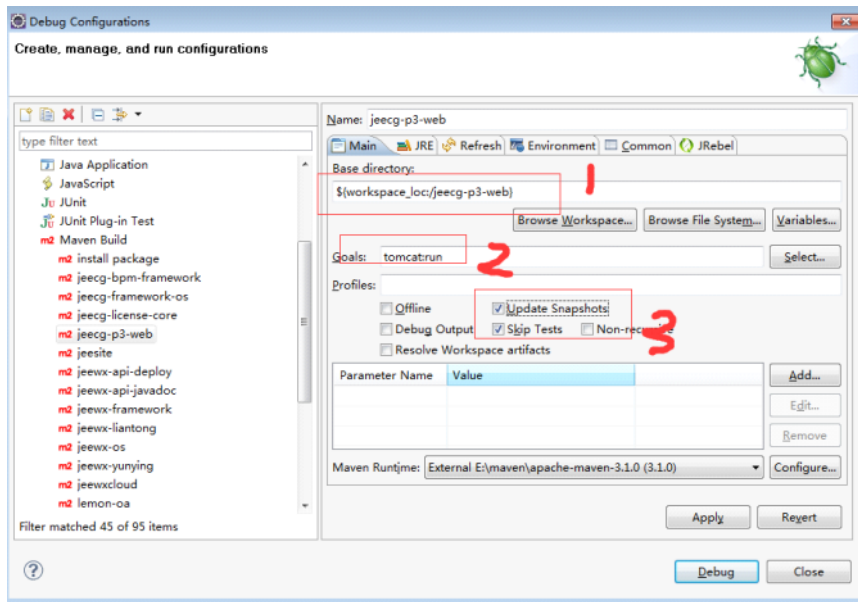 Debug Configurations
Create, manage, and run configurations
Name: jeecg-p3-web
type filter text
Main JRE Refresh Environment Common JRebel
Java Application
JavaScript
JUnit
JUnit Plug-in Test
Maven Build
install package
jeecg-bpm-framework
jeecg-framework-os
jeecg-license-core
jeecg-p3-web
jeesite
jeewx-api-deploy
jeewx-api-javadoc
jeewx-framework
jeewx-liantong
jeewx-os
jeewx-yunying
jeewxcloud
lemon-oa
Filter matched 45 of 95 items
Base directory: 1
${workspace_loc:/jeecg-p3-web}
Browse Workspace... Browse File System... Variables...
Goals: tomcat:run 2 Select...
Profiles:
Offline Update Snapshots 3
Debug Output Skip Tests Non-recursive
Resolve Workspace artifacts
Parameter Name Value Add...
Edit...
Remove
Maven Runtime: External E:\maven\apache-maven-3.1.0 (3.1.0) Configure...
Apply Revert
Debug Close